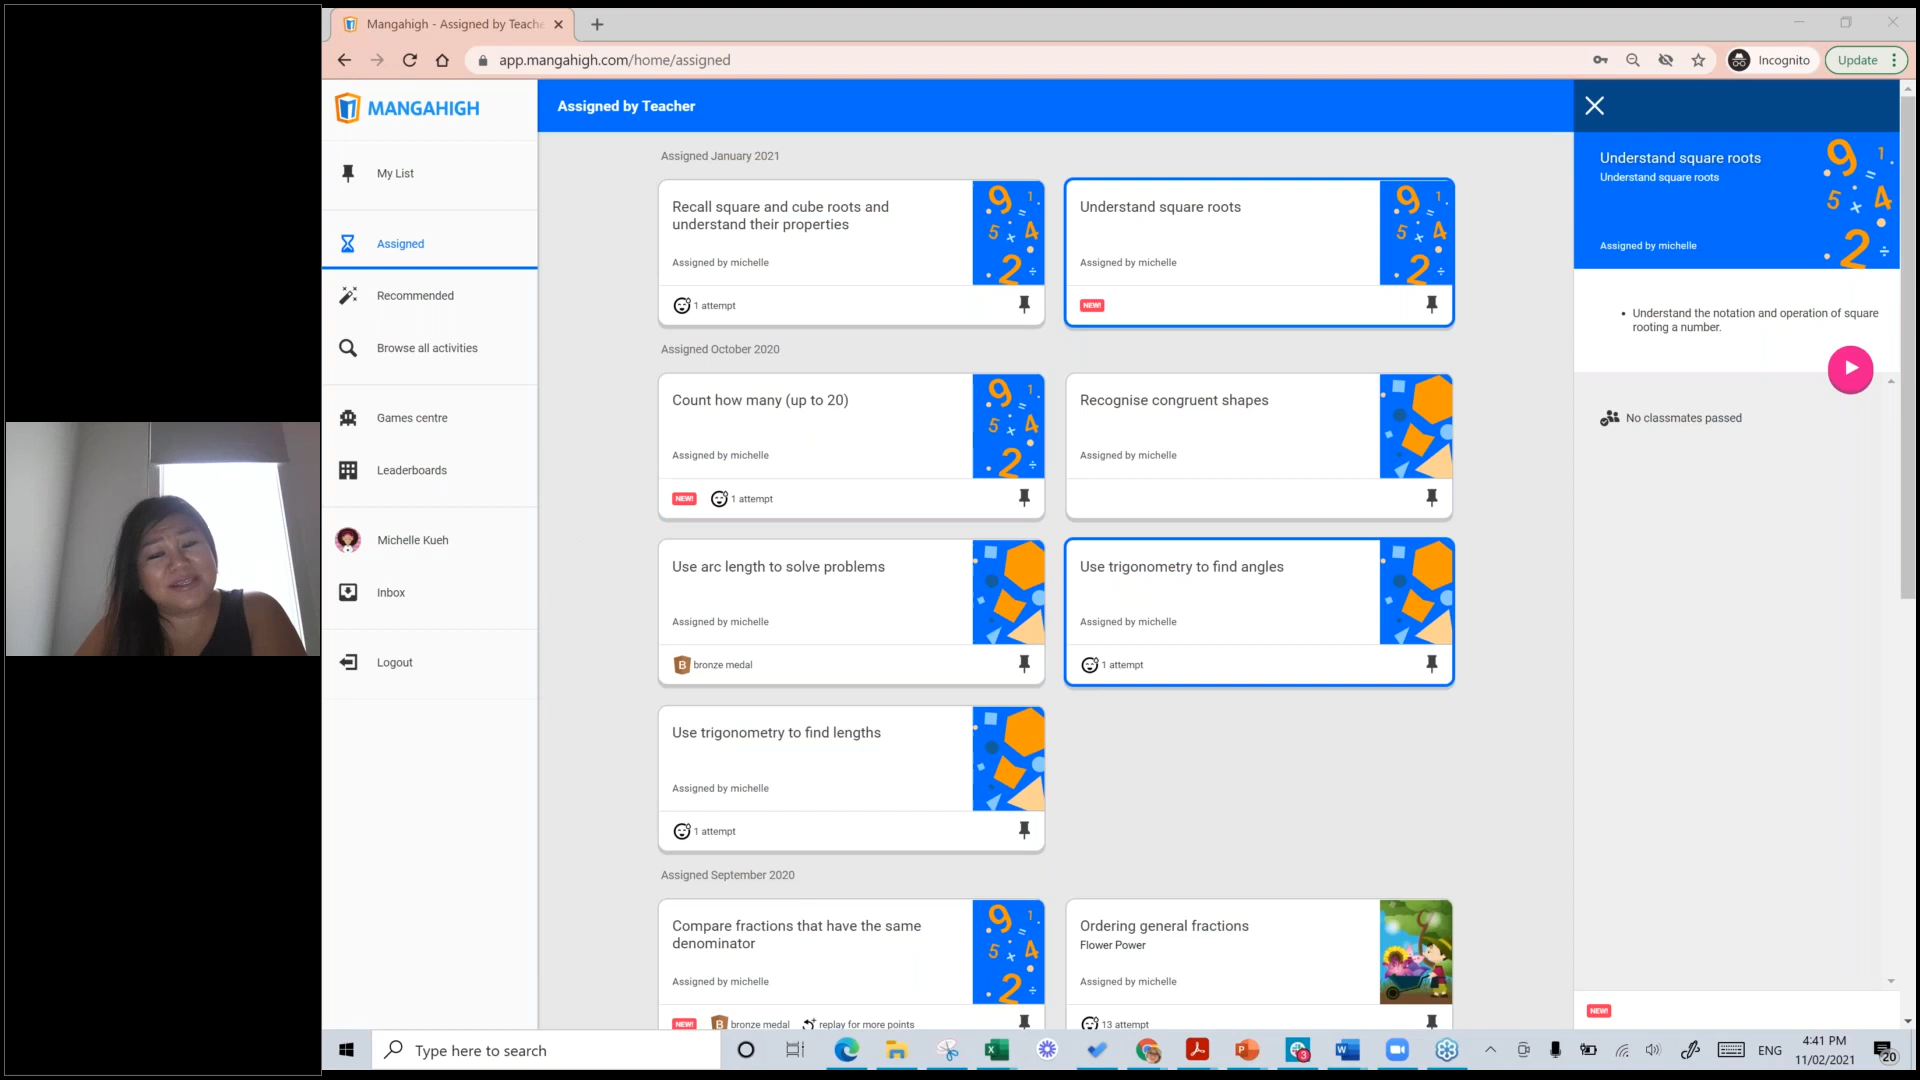 Mangahigh - Assigned by Teache
app.mangahigh.com/home/assigned
Incognito
Update
MANGAHIGH
Assigned by Teacher
My List
Assigned
Recommended
Browse all activities
Games centre
Leaderboards
Michelle Kueh
Inbox
Logout
Assigned January 2021
Recall square and cube roots and
understand their properties
Assigned by michelle
1 attempt
Understand square roots
Assigned by michelle
NEW!
Assigned October 2020
Count how many (up to 20)
Assigned by michelle
NEW!
1 attempt
Recognise congruent shapes
Assigned by michelle
Use arc length to solve problems
Assigned by michelle
B bronze medal
Use trigonometry to find angles
Assigned by michelle
1 attempt
Use trigonometry to find lengths
Assigned by michelle
1 attempt
Assigned September 2020
Compare fractions that have the same
denominator
Assigned by michelle
NEW! B bronze medal replay for more points
Ordering general fractions
Flower Power
Assigned by michelle
13 attempt
Understand square roots
Understand square roots
Assigned by michelle
• Understand the notation and operation of square
rooting a number.
No classmates passed
NEW!
Type here to search
ENG
4:41 PM
11/02/2021
20